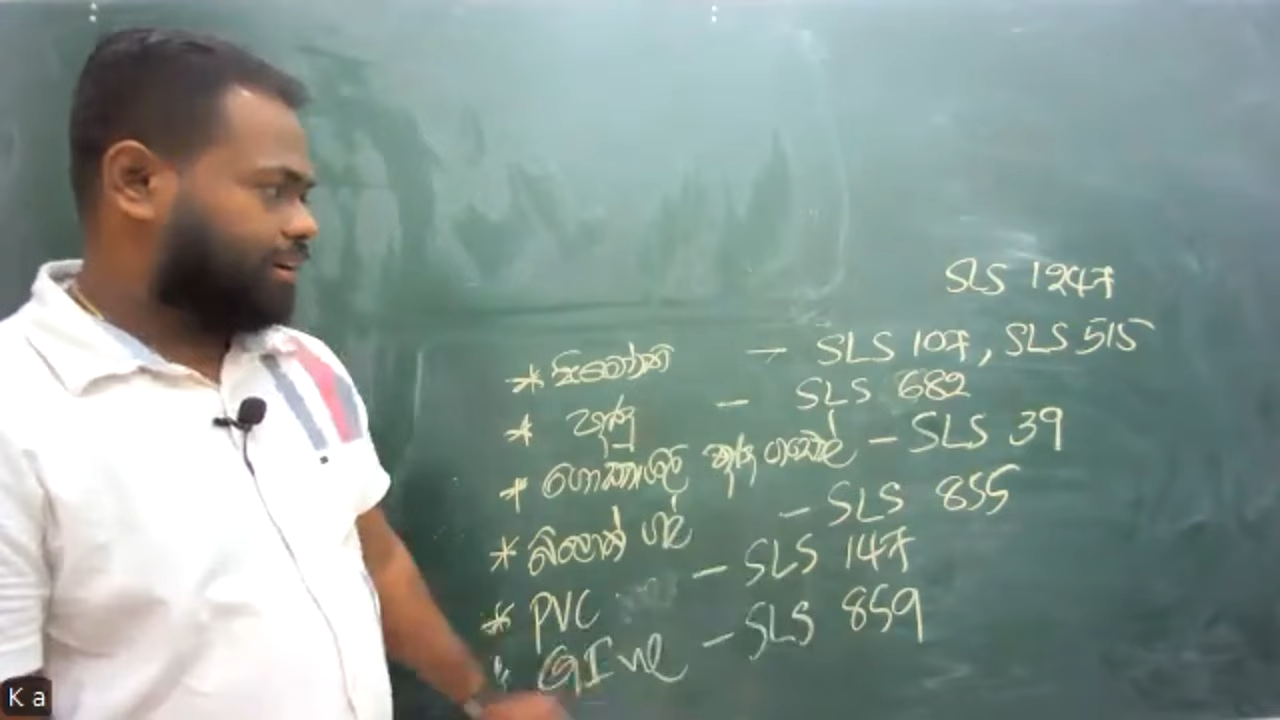 SLS 1247
* සිමෙන්ති - SLS 107, SLS 515
* හුණු - SLS 682
* ගඩොල් - SLS 39
* බ්ලොක් ගල් - SLS 855
* PVC - SLS 147
GI - SLS 859
K a